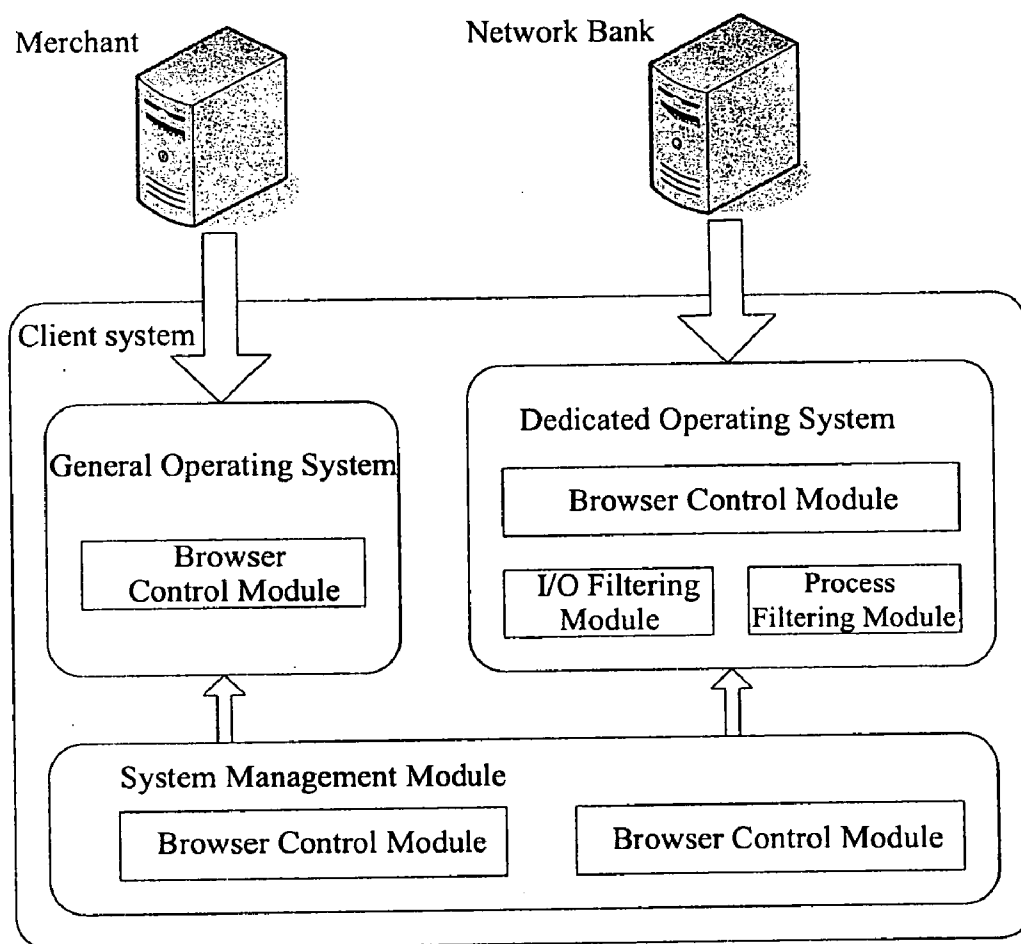 Merchant
Network Bank
Client system
General Operating System
Browser
Control Module
Dedicated Operating System
Browser Control Module
I/O Filtering
Module
Process
Filtering Module
System Management Module
Browser Control Module
Browser Control Module